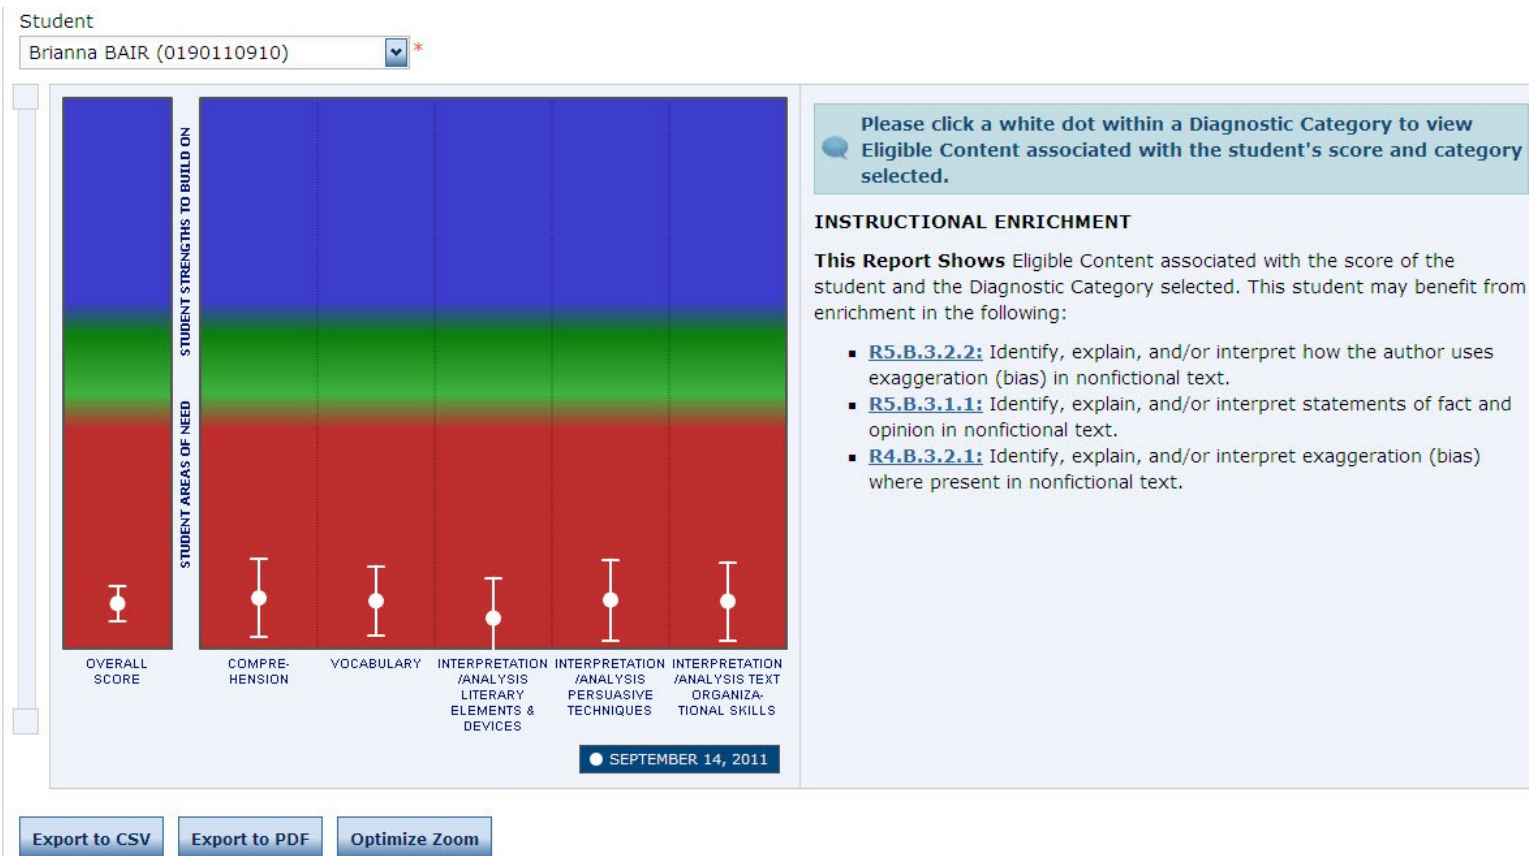 Student
Brianna BAIR (0190110910)
*
STUDENT STRENGTHS TO BUILD ON
STUDENT AREAS OF NEED
OVERALL
SCORE
COMPRE-
HENSION
VOCABULARY
INTERPRETATION
/ANALYSIS
LITERARY
ELEMENTS &
DEVICES
INTERPRETATION
/ANALYSIS
PERSUASIVE
TECHNIQUES
INTERPRETATION
/ANALYSIS TEXT
ORGANIZA-
TIONAL SKILLS
SEPTEMBER 14, 2011
Please click a white dot within a Diagnostic Category to view
Eligible Content associated with the student's score and category
selected.
INSTRUCTIONAL ENRICHMENT
This Report Shows Eligible Content associated with the score of the
student and the Diagnostic Category selected. This student may benefit from
enrichment in the following:
R5.B.3.2.2: Identify, explain, and/or interpret how the author uses
exaggeration (bias) in nonfictional text.
R5.B.3.1.1: Identify, explain, and/or interpret statements of fact and
opinion in nonfictional text.
R4.B.3.2.1: Identify, explain, and/or interpret exaggeration (bias)
where present in nonfictional text.
Export to CSV
Export to PDF
Optimize Zoom